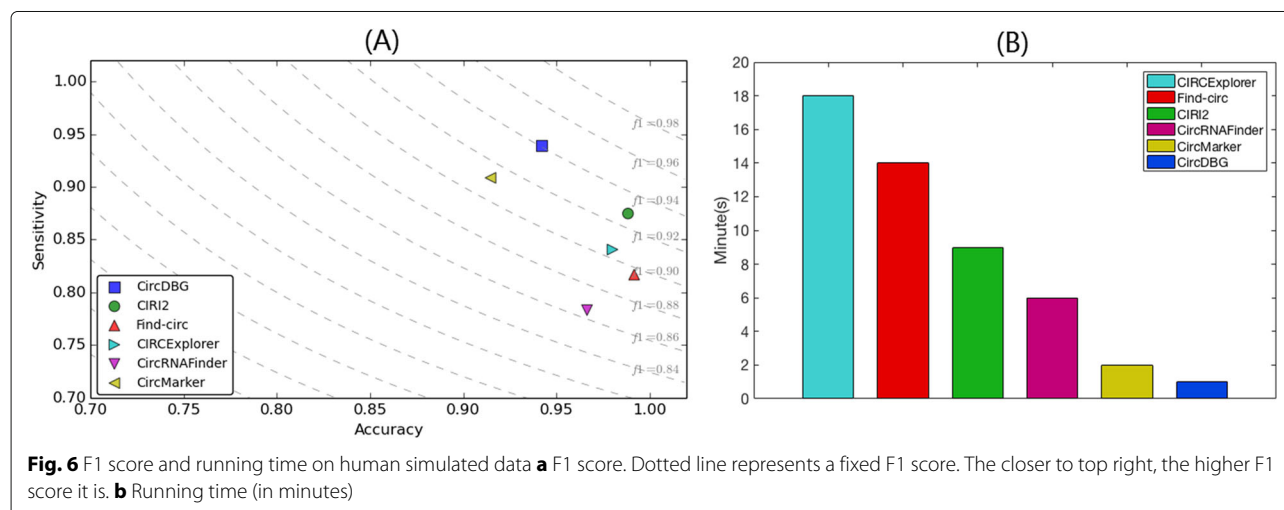 (A)
1.00
0.95
0.90
0.85
0.80
0.75
0.70
Sensitivity
f1=0.98
f1=0.96
f1=0.94
f1=0.92
f1=0.90
f1=0.88
f1=0.86
f1=0.84
CircDBG
CIRI2
Find-circ
CIRCExplorer
CircRNAFinder
CircMarker
0.70 0.75 0.80 0.85 0.90 0.95 1.00
Accuracy
(B)
20
18
16
14
12
10
8
6
4
2
0
Minute(s)
CIRCExplorer
Find-circ
CIRI2
CircRNAFinder
CircMarker
CircDBG
Fig. 6 F1 score and running time on human simulated data a F1 score. Dotted line represents a fixed F1 score. The closer to top right, the higher F1
score it is. b Running time (in minutes)